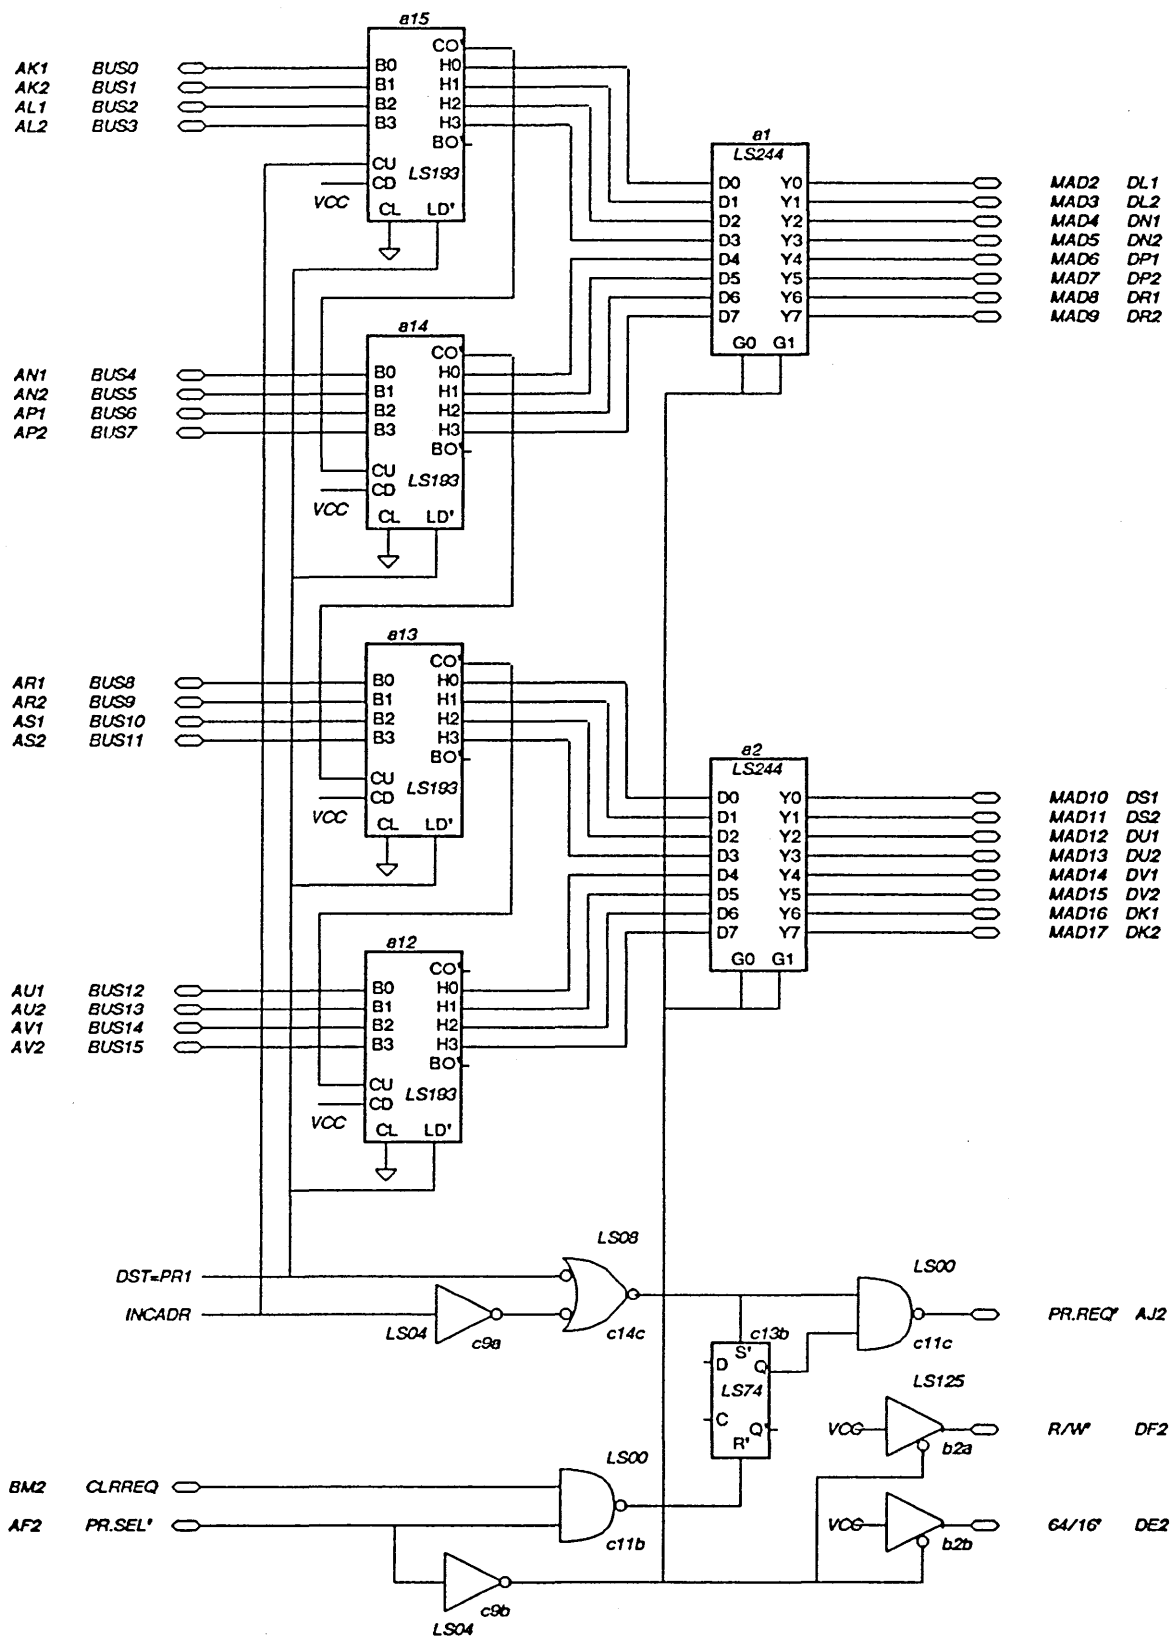 a15
CO'
AK1 BUS0 B0 H0
AK2 BUS1 B1 H1
AL1 BUS2 B2 H2
AL2 BUS3 B3 H3
BO'
CU LS193
CD
VCC
CL LD'
a1
LS244
D0 Y0 MAD2 DL1
D1 Y1 MAD3 DL2
D2 Y2 MAD4 DN1
D3 Y3 MAD5 DN2
D4 Y4 MAD6 DP1
D5 Y5 MAD7 DP2
D6 Y6 MAD8 DR1
D7 Y7 MAD9 DR2
G0 G1
a14
CO'
AN1 BUS4 B0 H0
AN2 BUS5 B1 H1
AP1 BUS6 B2 H2
AP2 BUS7 B3 H3
BO'
CU LS193
CD
VCC
CL LD'
a13
CO'
AR1 BUS8 B0 H0
AR2 BUS9 B1 H1
AS1 BUS10 B2 H2
AS2 BUS11 B3 H3
BO'
CU LS193
CD
VCC
CL LD'
a2
LS244
D0 Y0 MAD10 DS1
D1 Y1 MAD11 DS2
D2 Y2 MAD12 DU1
D3 Y3 MAD13 DU2
D4 Y4 MAD14 DV1
D5 Y5 MAD15 DV2
D6 Y6 MAD16 DK1
D7 Y7 MAD17 DK2
G0 G1
a12
CO'
AU1 BUS12 B0 H0
AU2 BUS13 B1 H1
AV1 BUS14 B2 H2
AV2 BUS15 B3 H3
BO'
CU LS193
CD
VCC
CL LD'
LS08
DST=PR1
LS00
INCADR
LS04 c9a
c14c
PR.REQ' AJ2
c11c
c13b
S'
D Q
LS74
C Q'
R'
LS125
VCC R/W' DF2
b2a
LS00
BM2 CLRREQ
AF2 PR.SEL'
c11b
VCC 64/16' DE2
b2b
c9b
LS04